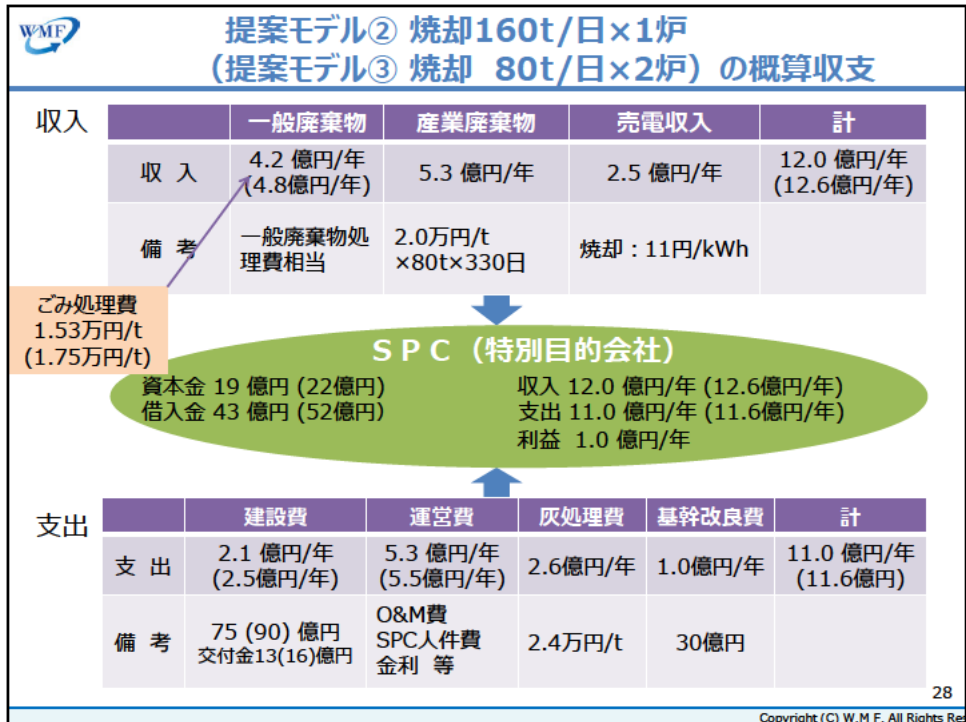 WMF
提案モデル② 焼却160t/日×1炉
（提案モデル③ 焼却 80t/日×2炉）の概算収支
収入
一般廃棄物 産業廃棄物 売電収入 計
収 入 4.2 億円/年 5.3 億円/年 2.5 億円/年 12.0 億円/年
(4.8億円/年) (12.6億円/年)
備 考 一般廃棄物処 2.0万円/t 焼却：11円/kWh
理費相当 ×80t×330日
ごみ処理費
1.53万円/t
(1.75万円/t)
ＳＰＣ（特別目的会社）
資本金 19 億円 (22億円) 収入 12.0 億円/年 (12.6億円/年)
借入金 43 億円 (52億円) 支出 11.0 億円/年 (11.6億円/年)
利益 1.0 億円/年
支出
建設費 運営費 灰処理費 基幹改良費 計
支 出 2.1 億円/年 5.3 億円/年 2.6億円/年 1.0億円/年 11.0 億円/年
(2.5億円/年) (5.5億円/年) (11.6億円)
備 考 75 (90) 億円 O&M費 2.4万円/t 30億円
交付金13(16)億円 SPC人件費
金利 等
28
Copyright (C) W.M.F. All Rights Res